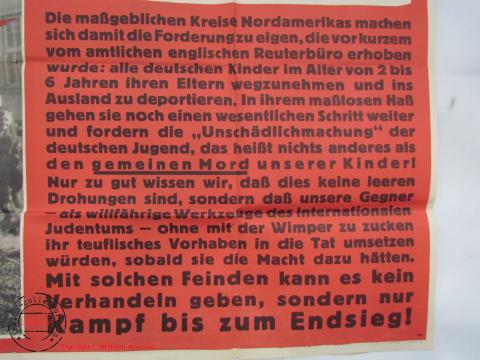 Die maßgeblichen Kreise Nordamerikas machen
sich damit die Forderung zu eigen, die vor kurzem
vom amtlichen englischen Reuterbüro erhoben
wurde: alle deutschen Kinder im Alter von 2 bis
6 Jahren ihren Eltern wegzunehmen und ins
Ausland zu deportieren. In ihrem maßlosen Haß
gehen sie noch einen wesentlichen Schritt weiter
und fordern die „Unschädlichmachung" der
deutschen Jugend, das heißt nichts anderes als
den gemeinen Mord unserer Kinder!
Nur zu gut wissen wir, daß dies keine leeren
Drohungen sind, sondern daß unsere Gegner
– als willfährige Werkzeuge des internationalen
Judentums – ohne mit der Wimper zu zucken
ihr teuflisches Vorhaben in die Tat umsetzen
würden, sobald sie die Macht dazu hätten.
Mit solchen Feinden kann es kein
Verhandeln geben, sondern nur
Kampf bis zum Endsieg!
Copyright All Rights Reserved